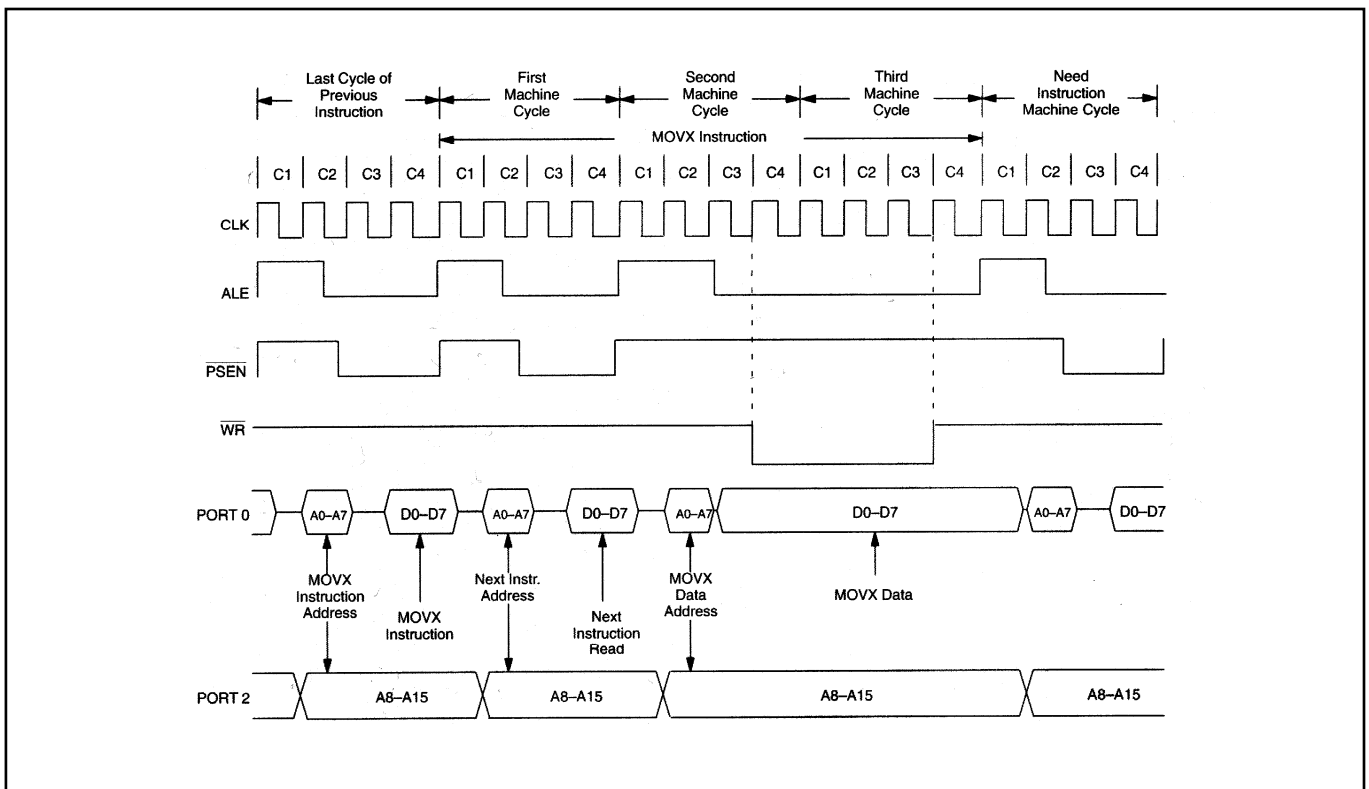 Last Cycle of
Previous
Instruction
First
Machine
Cycle
Second
Machine
Cycle
Third
Machine
Cycle
Need
Instruction
Machine Cycle
MOVX Instruction
C1 C2 C3 C4 C1 C2 C3 C4 C1 C2 C3 C4 C1 C2 C3 C4 C1 C2 C3 C4
CLK
ALE
PSEN
WR
PORT 0 A0–A7 D0–D7 A0–A7 D0–D7 A0–A7 D0–D7 A0–A7 D0–D7
MOVX
Instruction
Address
MOVX
Instruction
Next Instr.
Address
Next
Instruction
Read
MOVX
Data
Address
MOVX Data
PORT 2 A8–A15 A8–A15 A8–A15 A8–A15